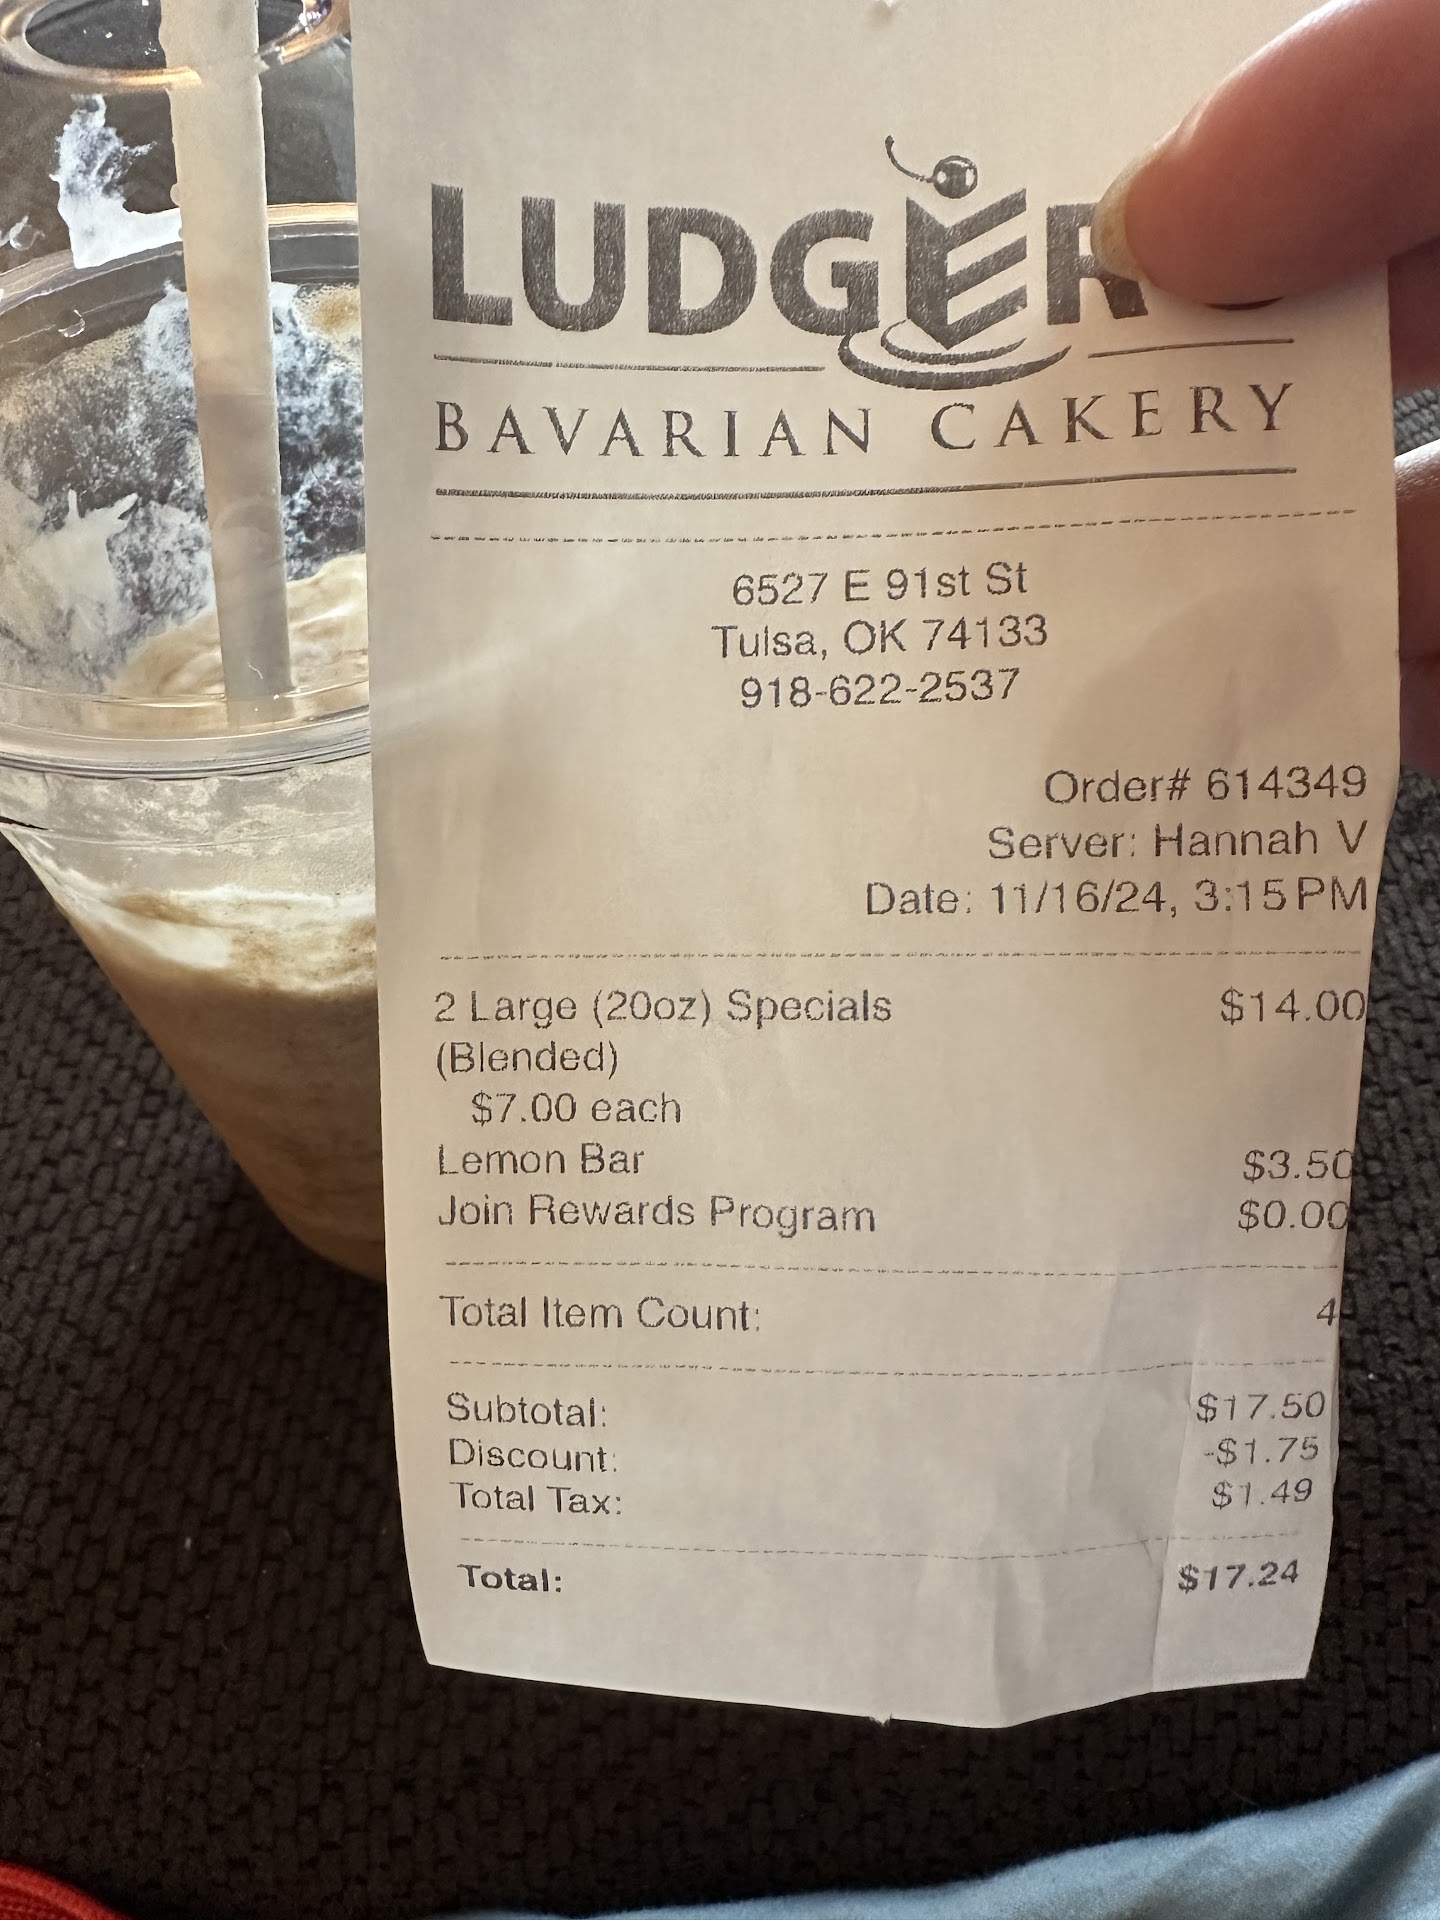 LUDGER
BAVARIAN CAKERY
6527 E 91st St
Tulsa, OK 74133
918-622-2537
Order# 614349
Server: Hannah V
Date: 11/16/24, 3:15 PM
2 Large (20oz) Specials $14.00
(Blended)
$7.00 each
Lemon Bar $3.50
Join Rewards Program $0.00
Total Item Count: 4
Subtotal: $17.50
Discount: -$1.75
Total Tax: $1.49
Total: $17.24